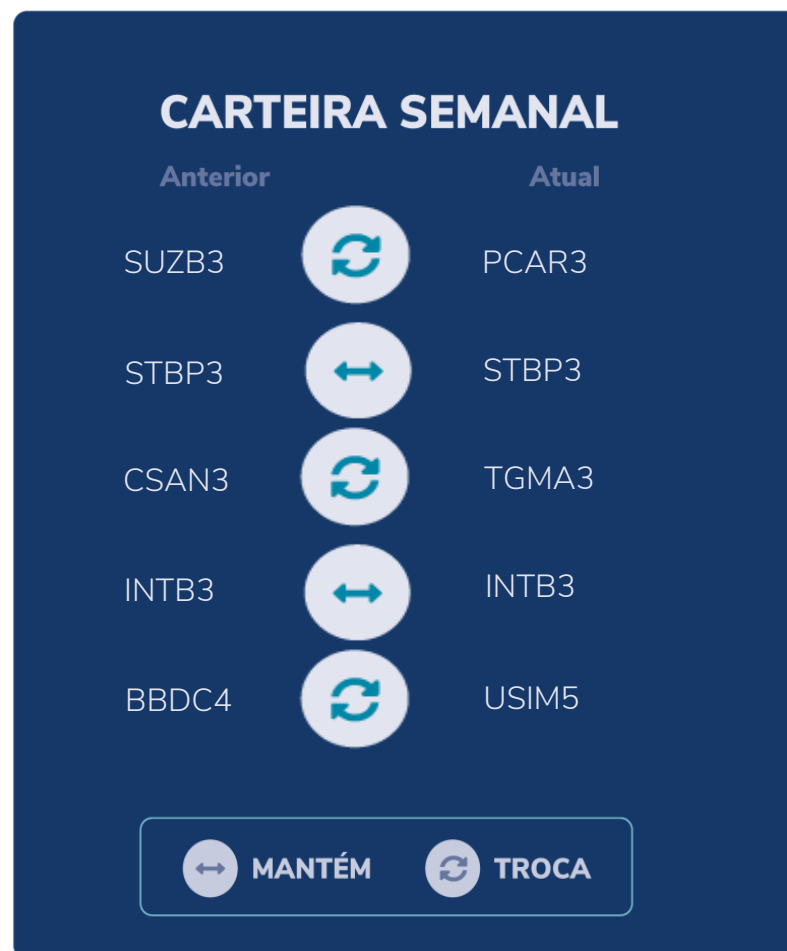 CARTEIRA SEMANAL
Anterior Atual
SUZB3 PCAR3
STBP3 STBP3
CSAN3 TGMA3
INTB3 INTB3
BBDC4 USIM5
MANTÉM TROCA